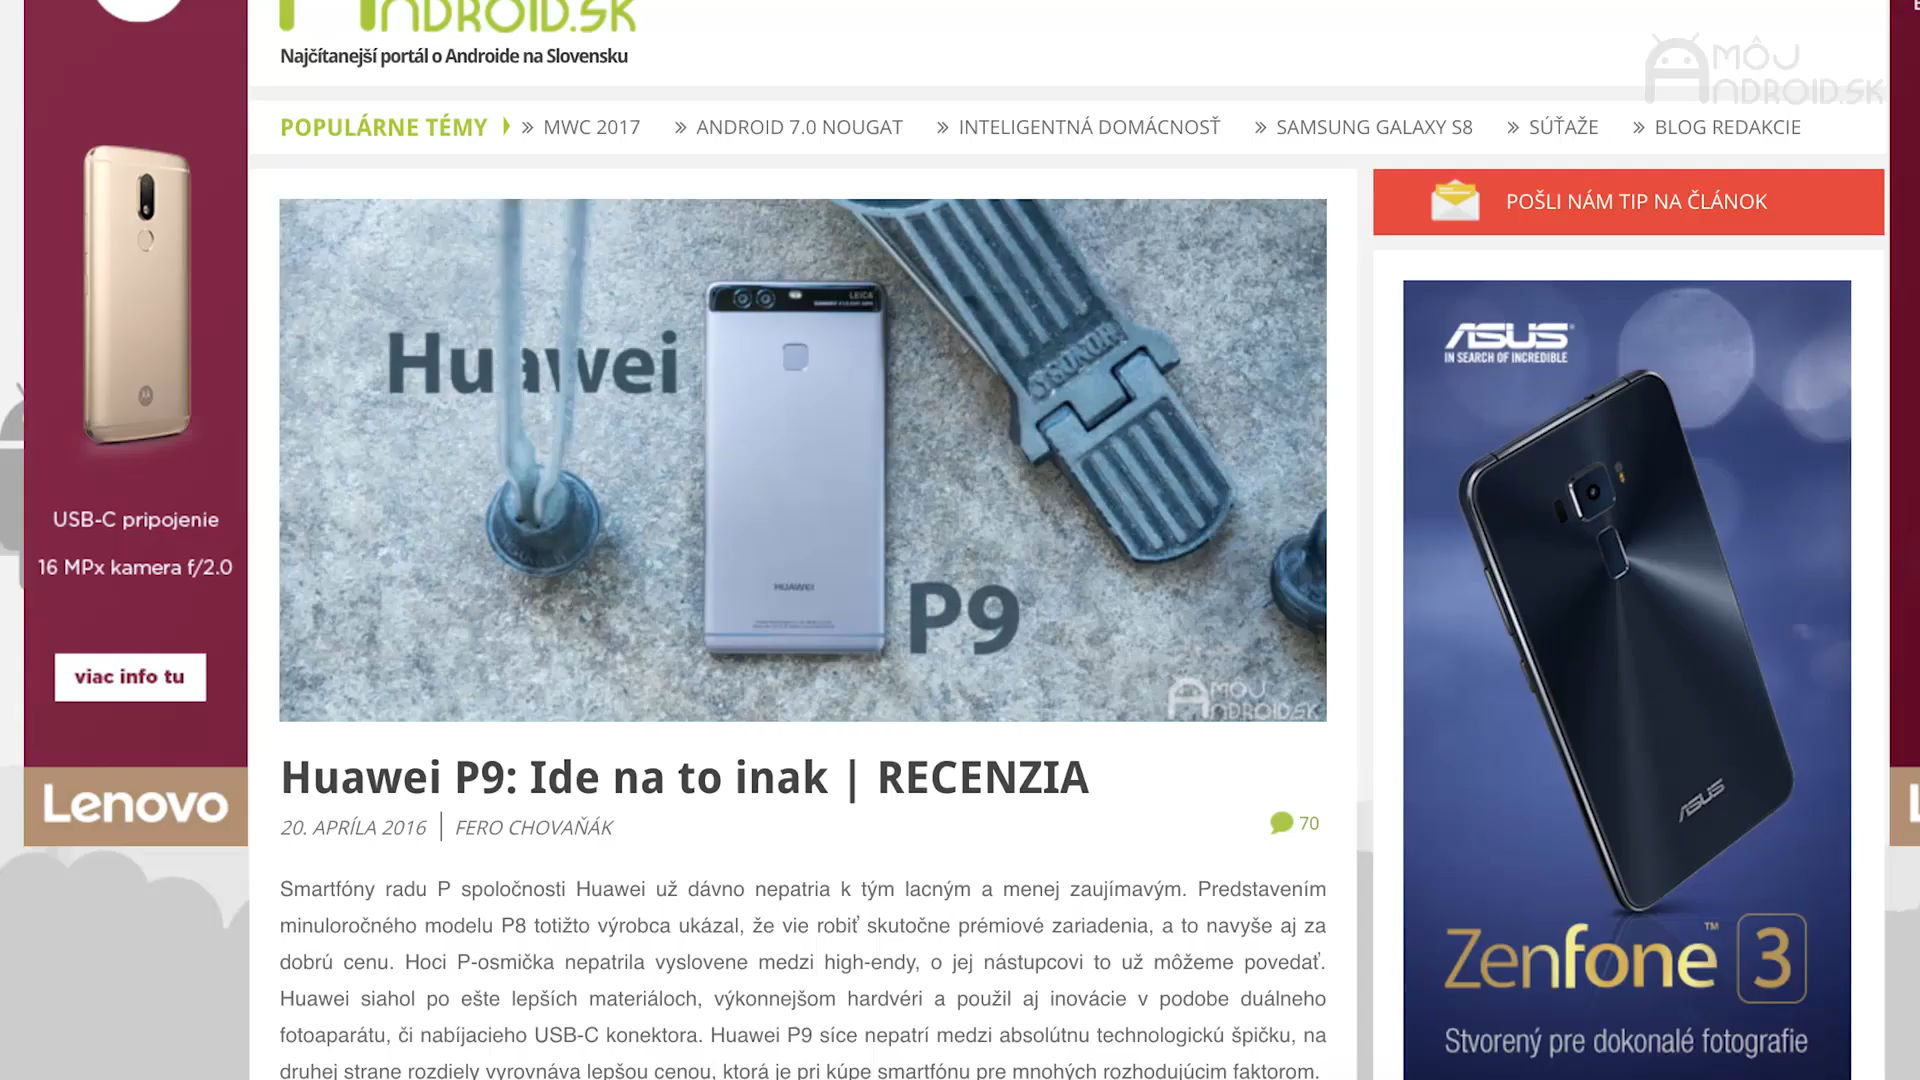 ANDROID.SK
Najčítanejší portál o Androide na Slovensku
MÔJ
ANDROID.SK
POPULÁRNE TÉMY
MWC 2017
ANDROID 7.0 NOUGAT
INTELIGENTNÁ DOMÁCNOSŤ
SAMSUNG GALAXY S8
SÚŤAŽE
BLOG REDAKCIE
USB-C pripojenie
16 MPx kamera f/2.0
viac info tu
Lenovo
Huawei
P9
LEICA
HUAWEI
MÔJ
ANDROID.SK
Huawei P9: Ide na to inak | RECENZIA
20. APRÍLA 2016 | FERO CHOVAŇÁK
70
Smartfóny radu P spoločnosti Huawei už dávno nepatria k tým lacným a menej zaujímavým. Predstavením
minuloročného modelu P8 totižto výrobca ukázal, že vie robiť skutočne prémiové zariadenia, a to navyše aj za
dobrú cenu. Hoci P-osmička nepatrila vyslovene medzi high-endy, o jej nástupcovi to už môžeme povedať.
Huawei siahol po ešte lepších materiáloch, výkonnejšom hardvéri a použil aj inovácie v podobe duálneho
fotoaparátu, či nabíjacieho USB-C konektora. Huawei P9 síce nepatrí medzi absolútnu technologickú špičku, na
druhej strane rozdiely vyrovnáva lepšou cenou, ktorá je pri kúpe smartfónu pre mnohých rozhodujúcim faktorom.
POŠLI NÁM TIP NA ČLÁNOK
ASUS
IN SEARCH OF INCREDIBLE
ASUS
Zenfone™ 3
Stvorený pre dokonalé fotografie